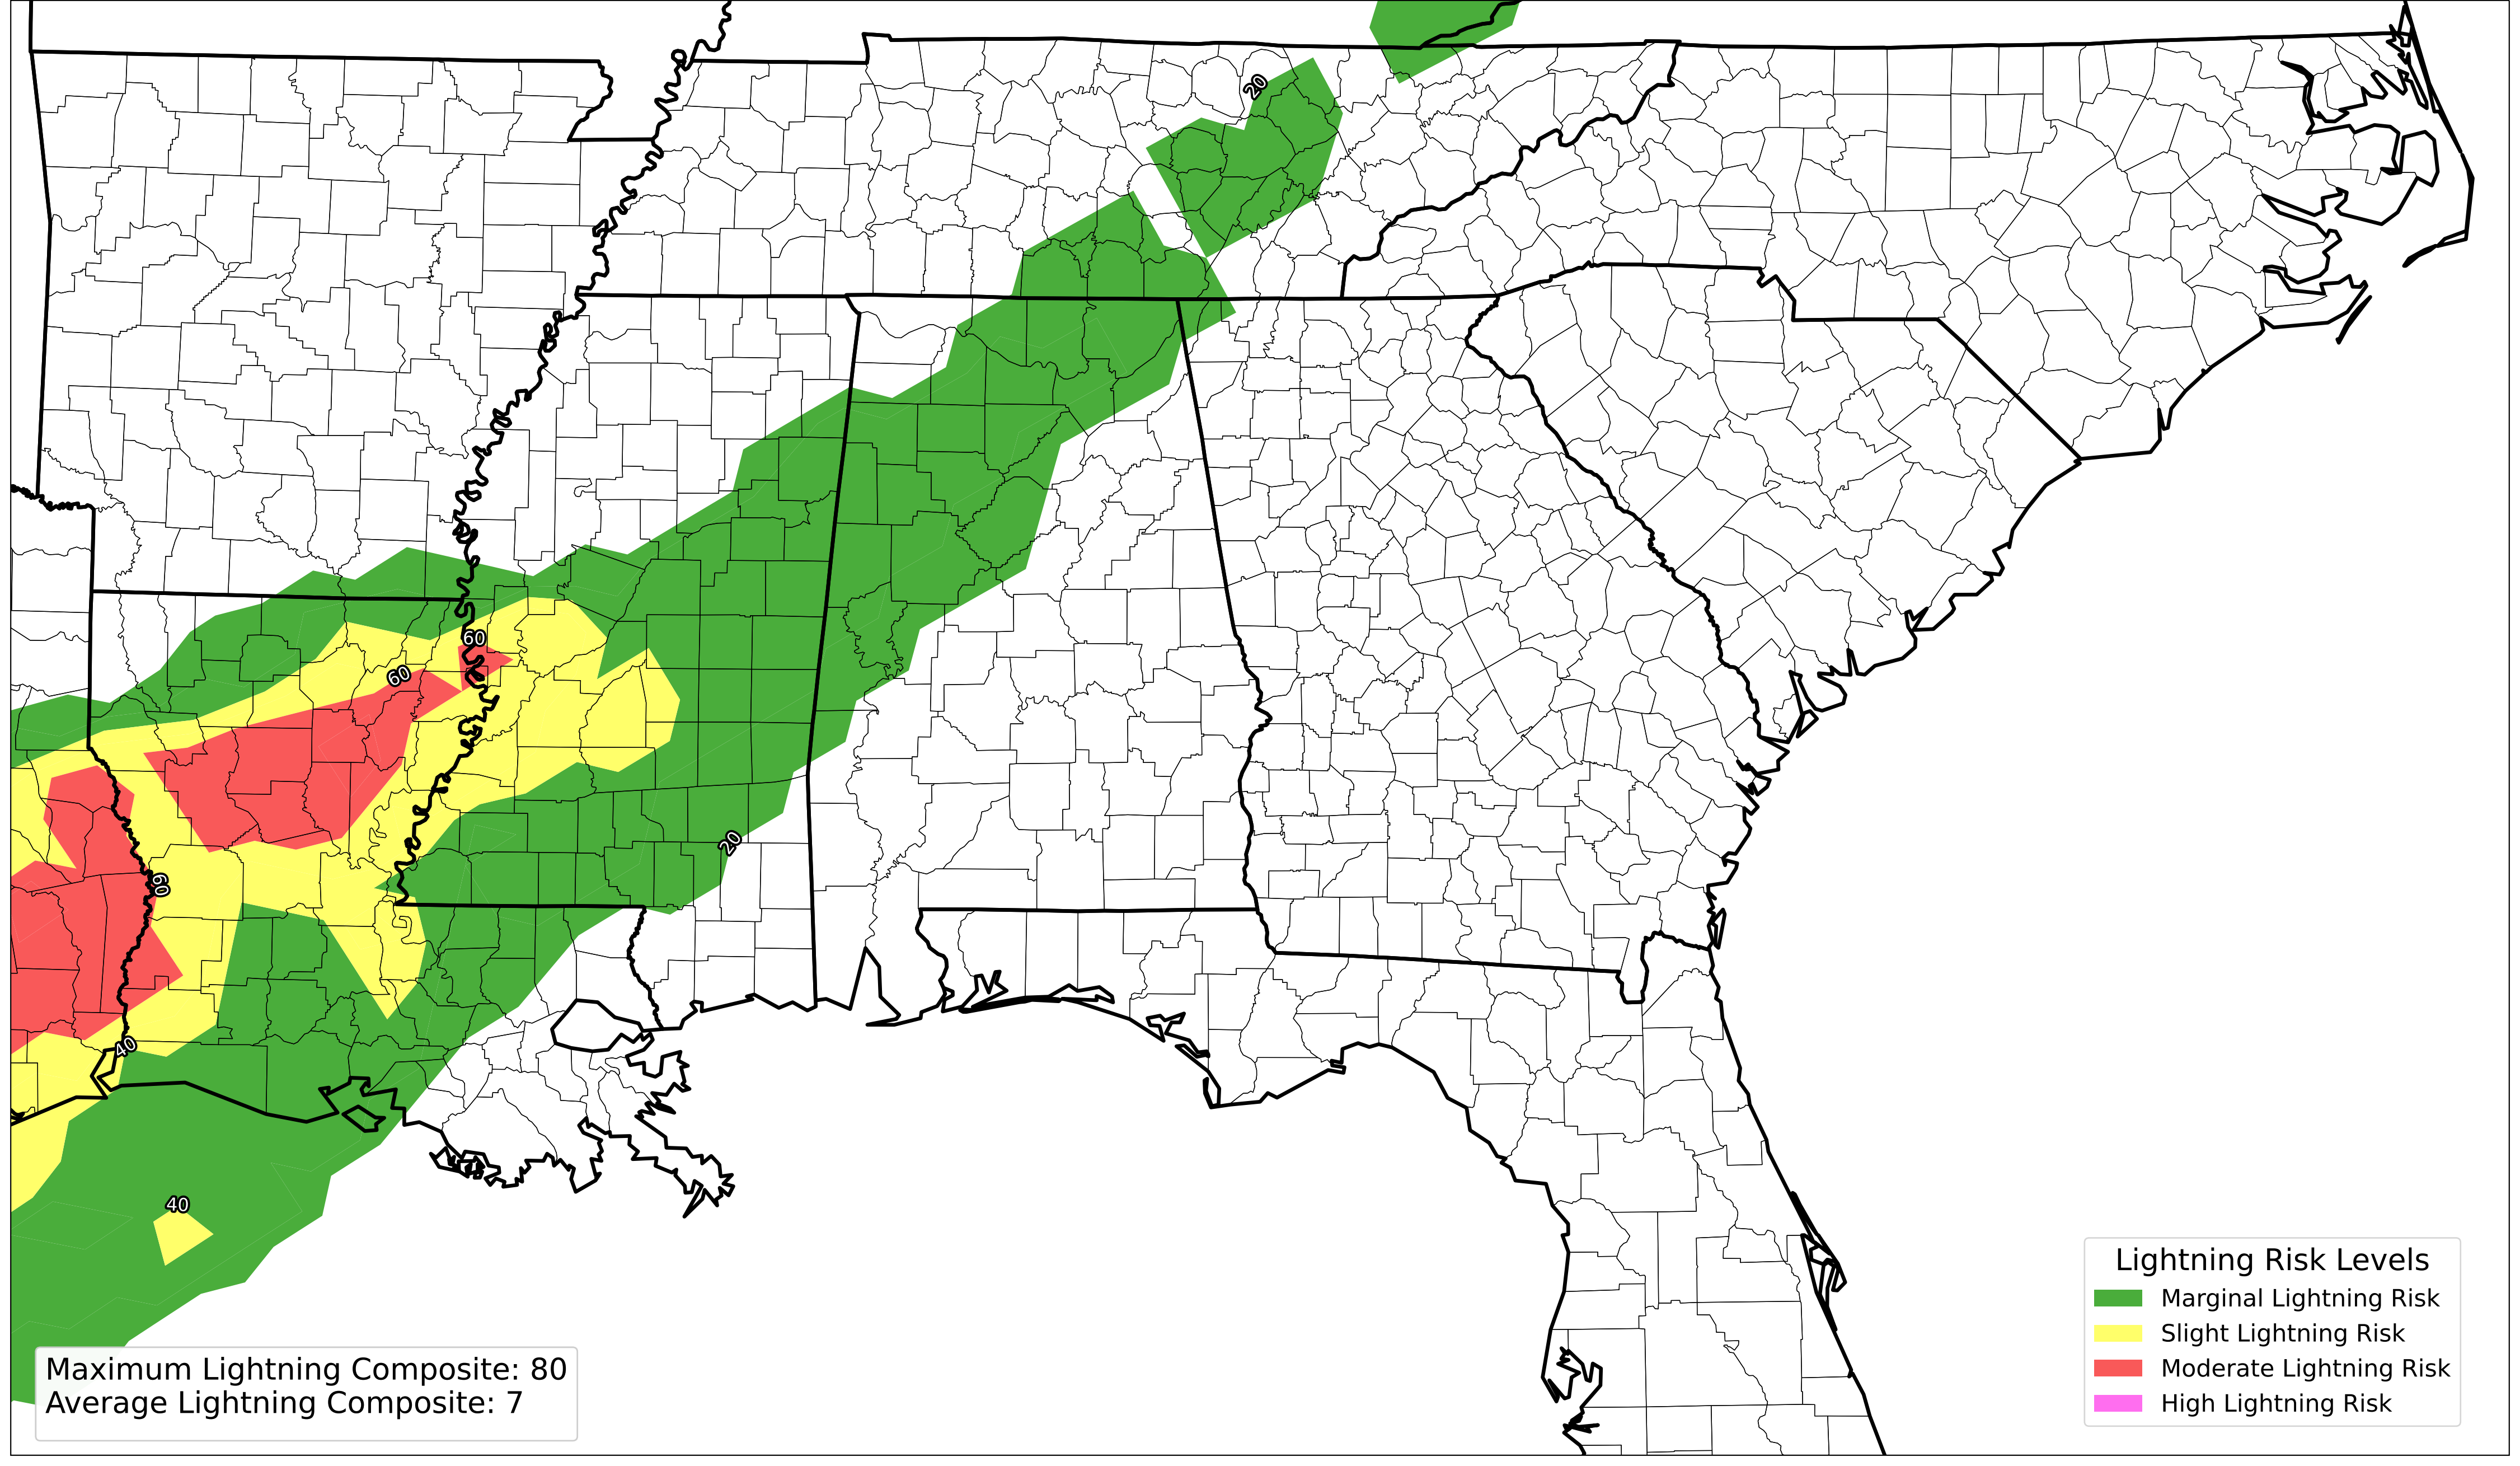 20
60
60
20
60
40
40
Lightning Risk Levels
Marginal Lightning Risk
Slight Lightning Risk
Moderate Lightning Risk
High Lightning Risk
Maximum Lightning Composite: 80
Average Lightning Composite: 7